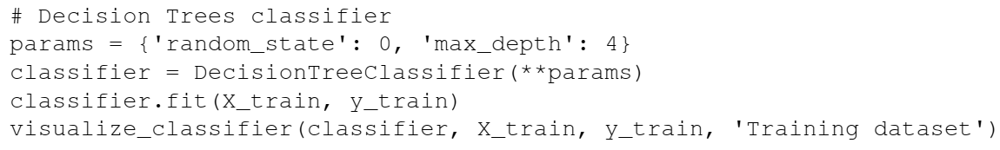 # Decision Trees classifier
params = {'random_state': 0, 'max_depth': 4}
classifier = DecisionTreeClassifier(**params)
classifier.fit(X_train, y_train)
visualize_classifier(classifier, X_train, y_train, 'Training dataset')